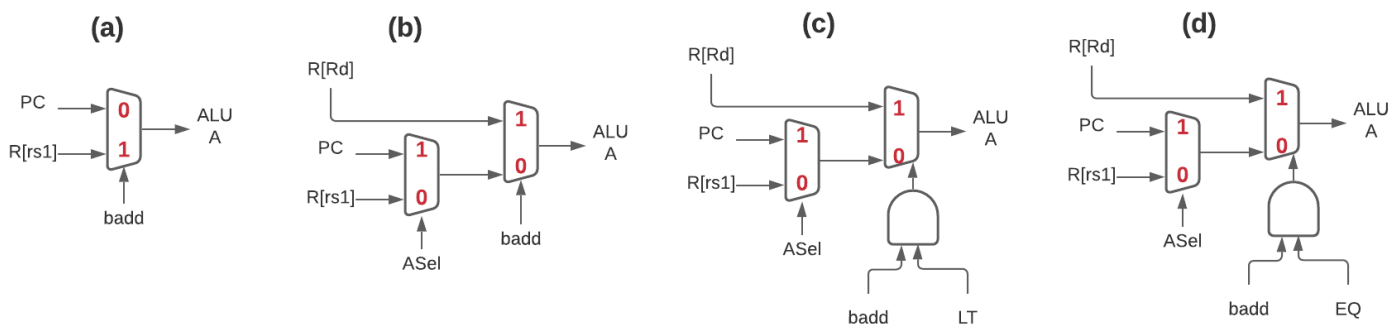 (a)
PC
R[rs1]
0
1
ALU
A
badd
(b)
R[Rd]
PC
R[rs1]
1
0
ASel
1
0
badd
ALU
A
(c)
R[Rd]
PC
R[rs1]
1
0
ASel
1
0
ALU
A
badd
LT
(d)
R[Rd]
PC
R[rs1]
1
0
ASel
1
0
ALU
A
badd
EQ